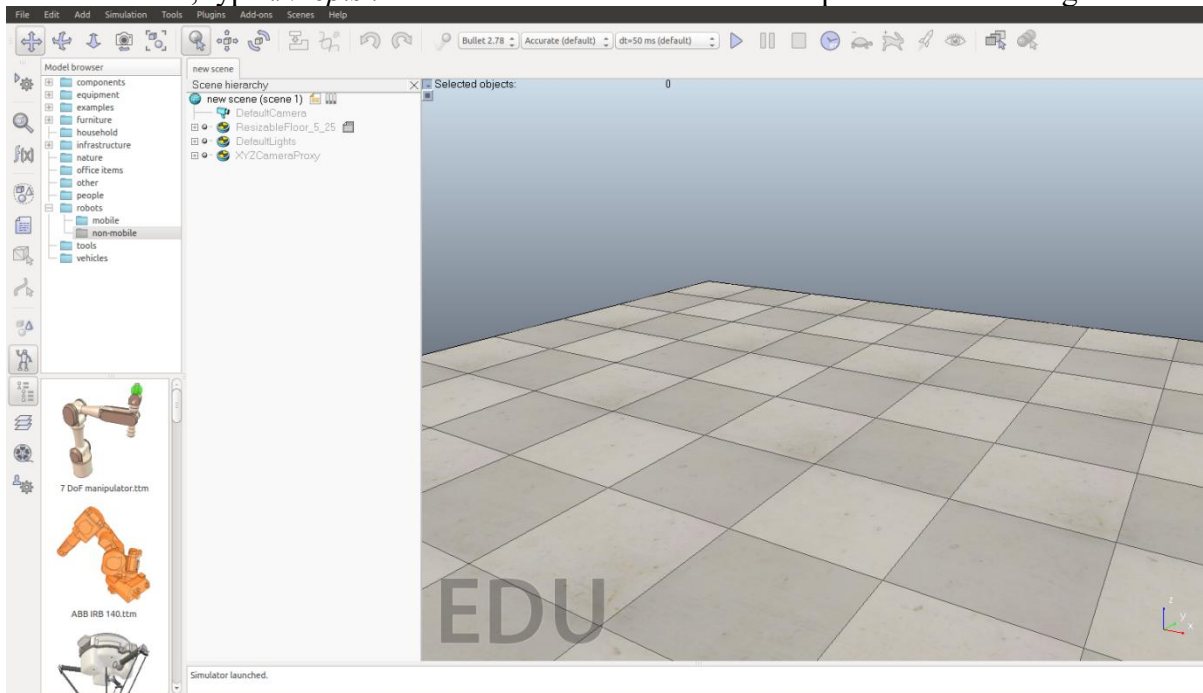 File Edit Add Simulation Tools Plugins Add-ons Scenes Help
Bullet 2.78 Accurate (default) dt=50 ms (default)
Model browser
components
equipment
examples
furniture
household
infrastructure
nature
office items
other
people
robots
mobile
non-mobile
tools
vehicles
7 DoF manipulator.ttm
ABB IRB 140.ttm
new scene
Scene hierarchy
new scene (scene 1)
DefaultCamera
ResizableFloor_5_25
DefaultLights
XYZCameraProxy
Selected objects: 0
EDU
z
y
x
Simulator launched.